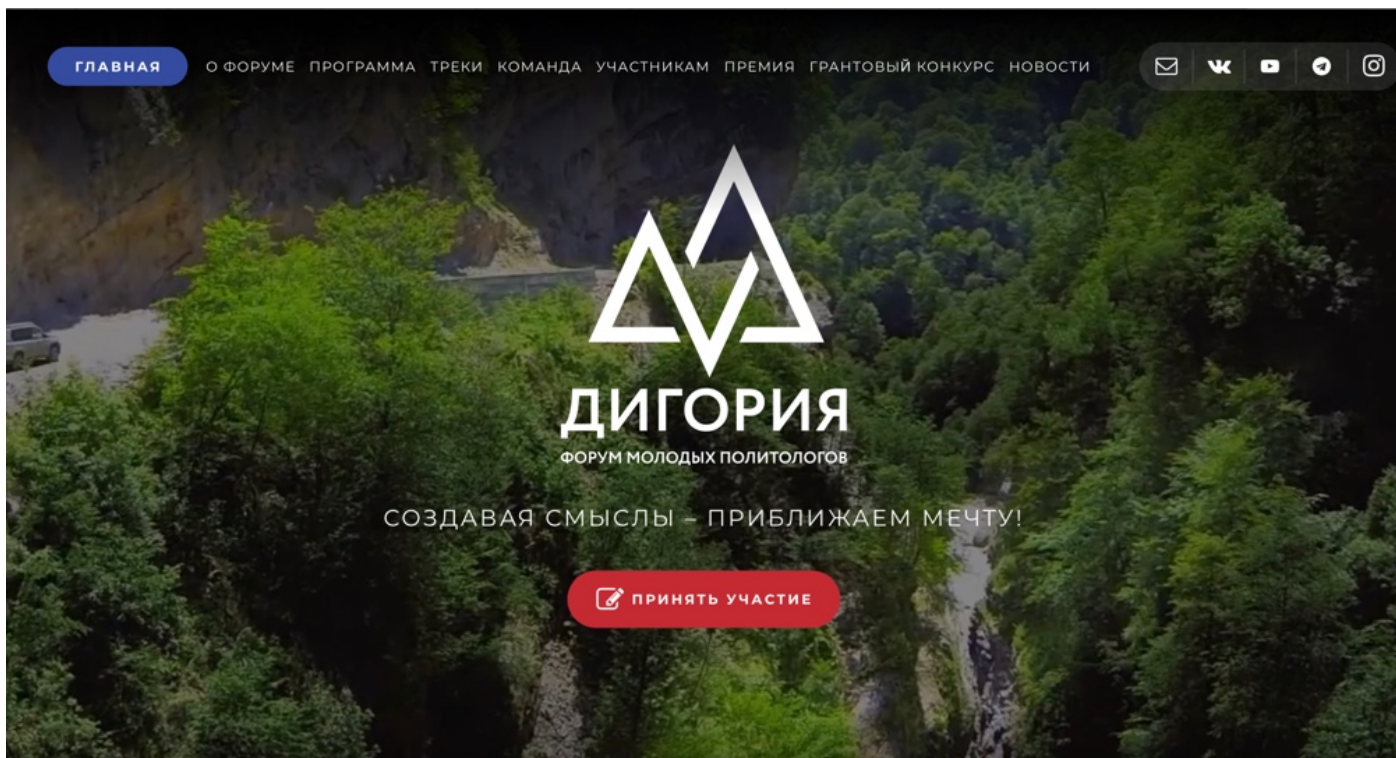 ГЛАВНАЯ О ФОРУМЕ ПРОГРАММА ТРЕКИ КОМАНДА УЧАСТНИКАМ ПРЕМИЯ ГРАНТОВЫЙ КОНКУРС НОВОСТИ
ДИГОРИЯ
ФОРУМ МОЛОДЫХ ПОЛИТОЛОГОВ
СОЗДАВАЯ СМЫСЛЫ – ПРИБЛИЖАЕМ МЕЧТУ!
ПРИНЯТЬ УЧАСТИЕ